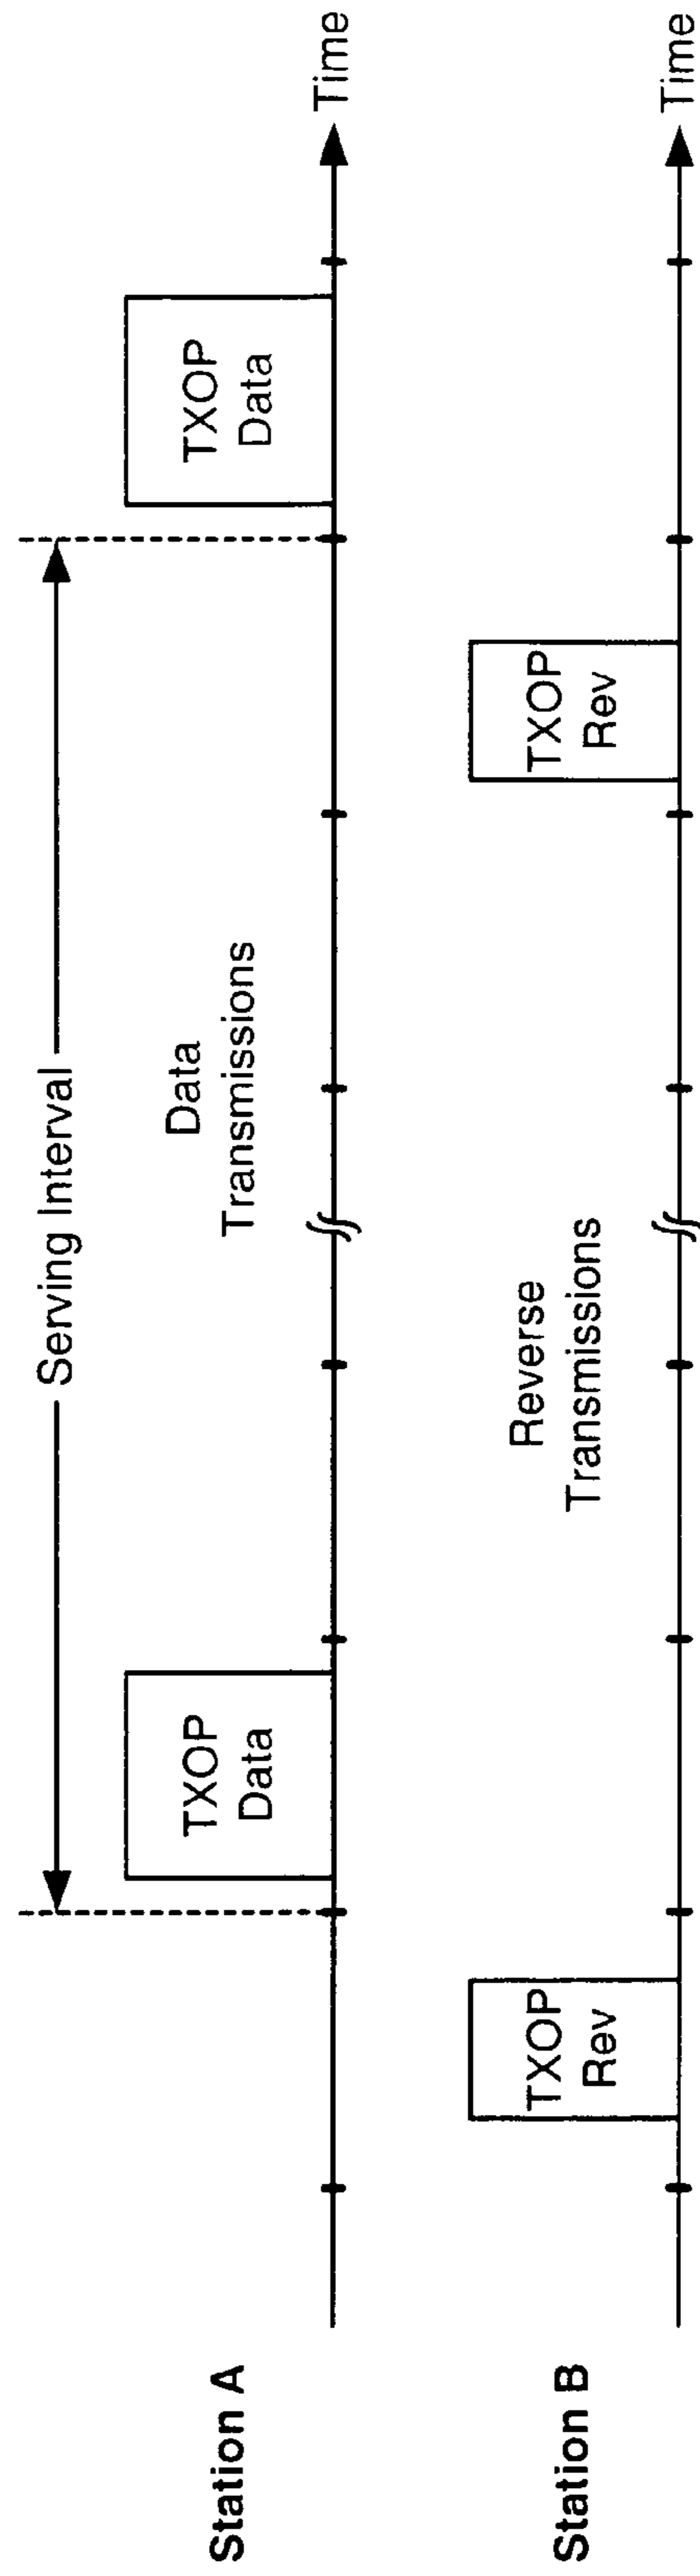 Serving Interval
Station A
TXOP
Data
Data
Transmissions
TXOP
Data
Time
Station B
TXOP
Rev
Reverse
Transmissions
TXOP
Rev
Time